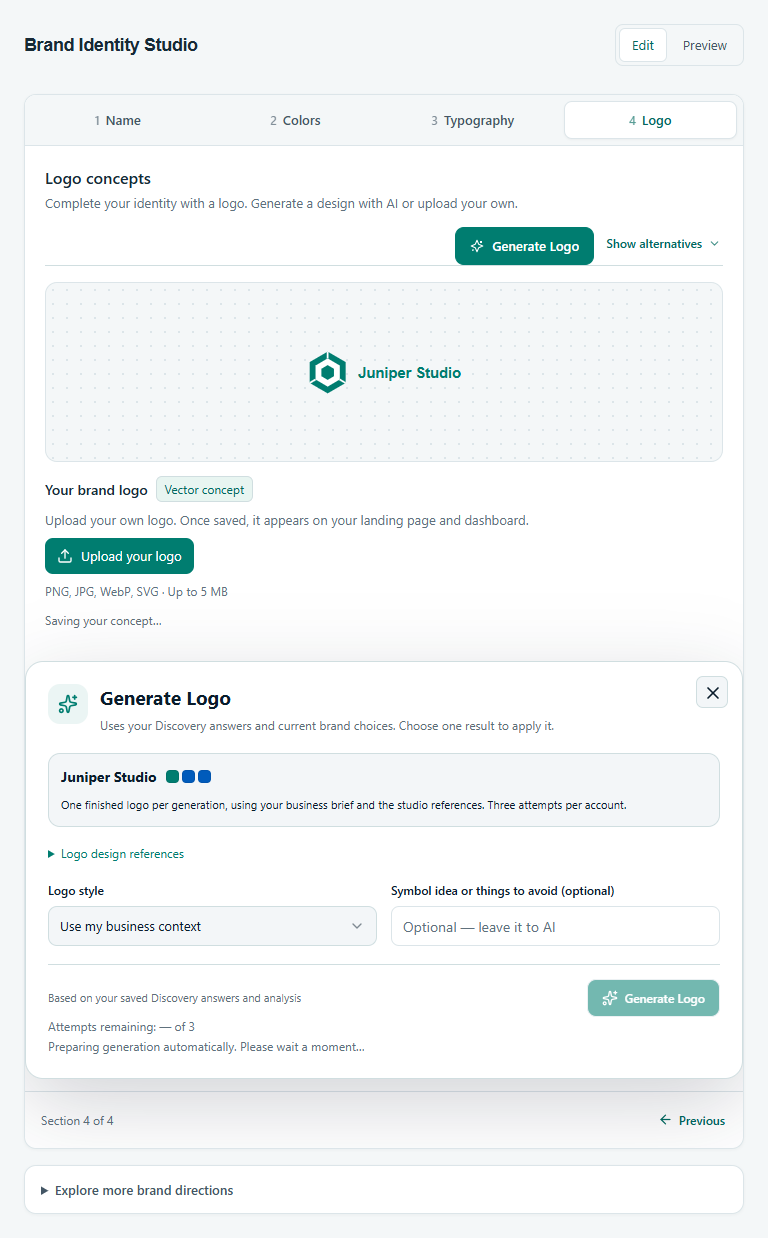 Brand Identity Studio
Edit
Preview
1 Name
2 Colors
3 Typography
4 Logo
Logo concepts
Complete your identity with a logo. Generate a design with AI or upload your own.
Generate Logo
Show alternatives
Juniper Studio
Your brand logo
Vector concept
Upload your own logo. Once saved, it appears on your landing page and dashboard.
Upload your logo
PNG, JPG, WebP, SVG · Up to 5 MB
Saving your concept...
Generate Logo
Uses your Discovery answers and current brand choices. Choose one result to apply it.
Juniper Studio
One finished logo per generation, using your business brief and the studio references. Three attempts per account.
Logo design references
Logo style
Symbol idea or things to avoid (optional)
Use my business context
Optional — leave it to AI
Based on your saved Discovery answers and analysis
Generate Logo
Attempts remaining: — of 3
Preparing generation automatically. Please wait a moment...
Section 4 of 4
Previous
Explore more brand directions